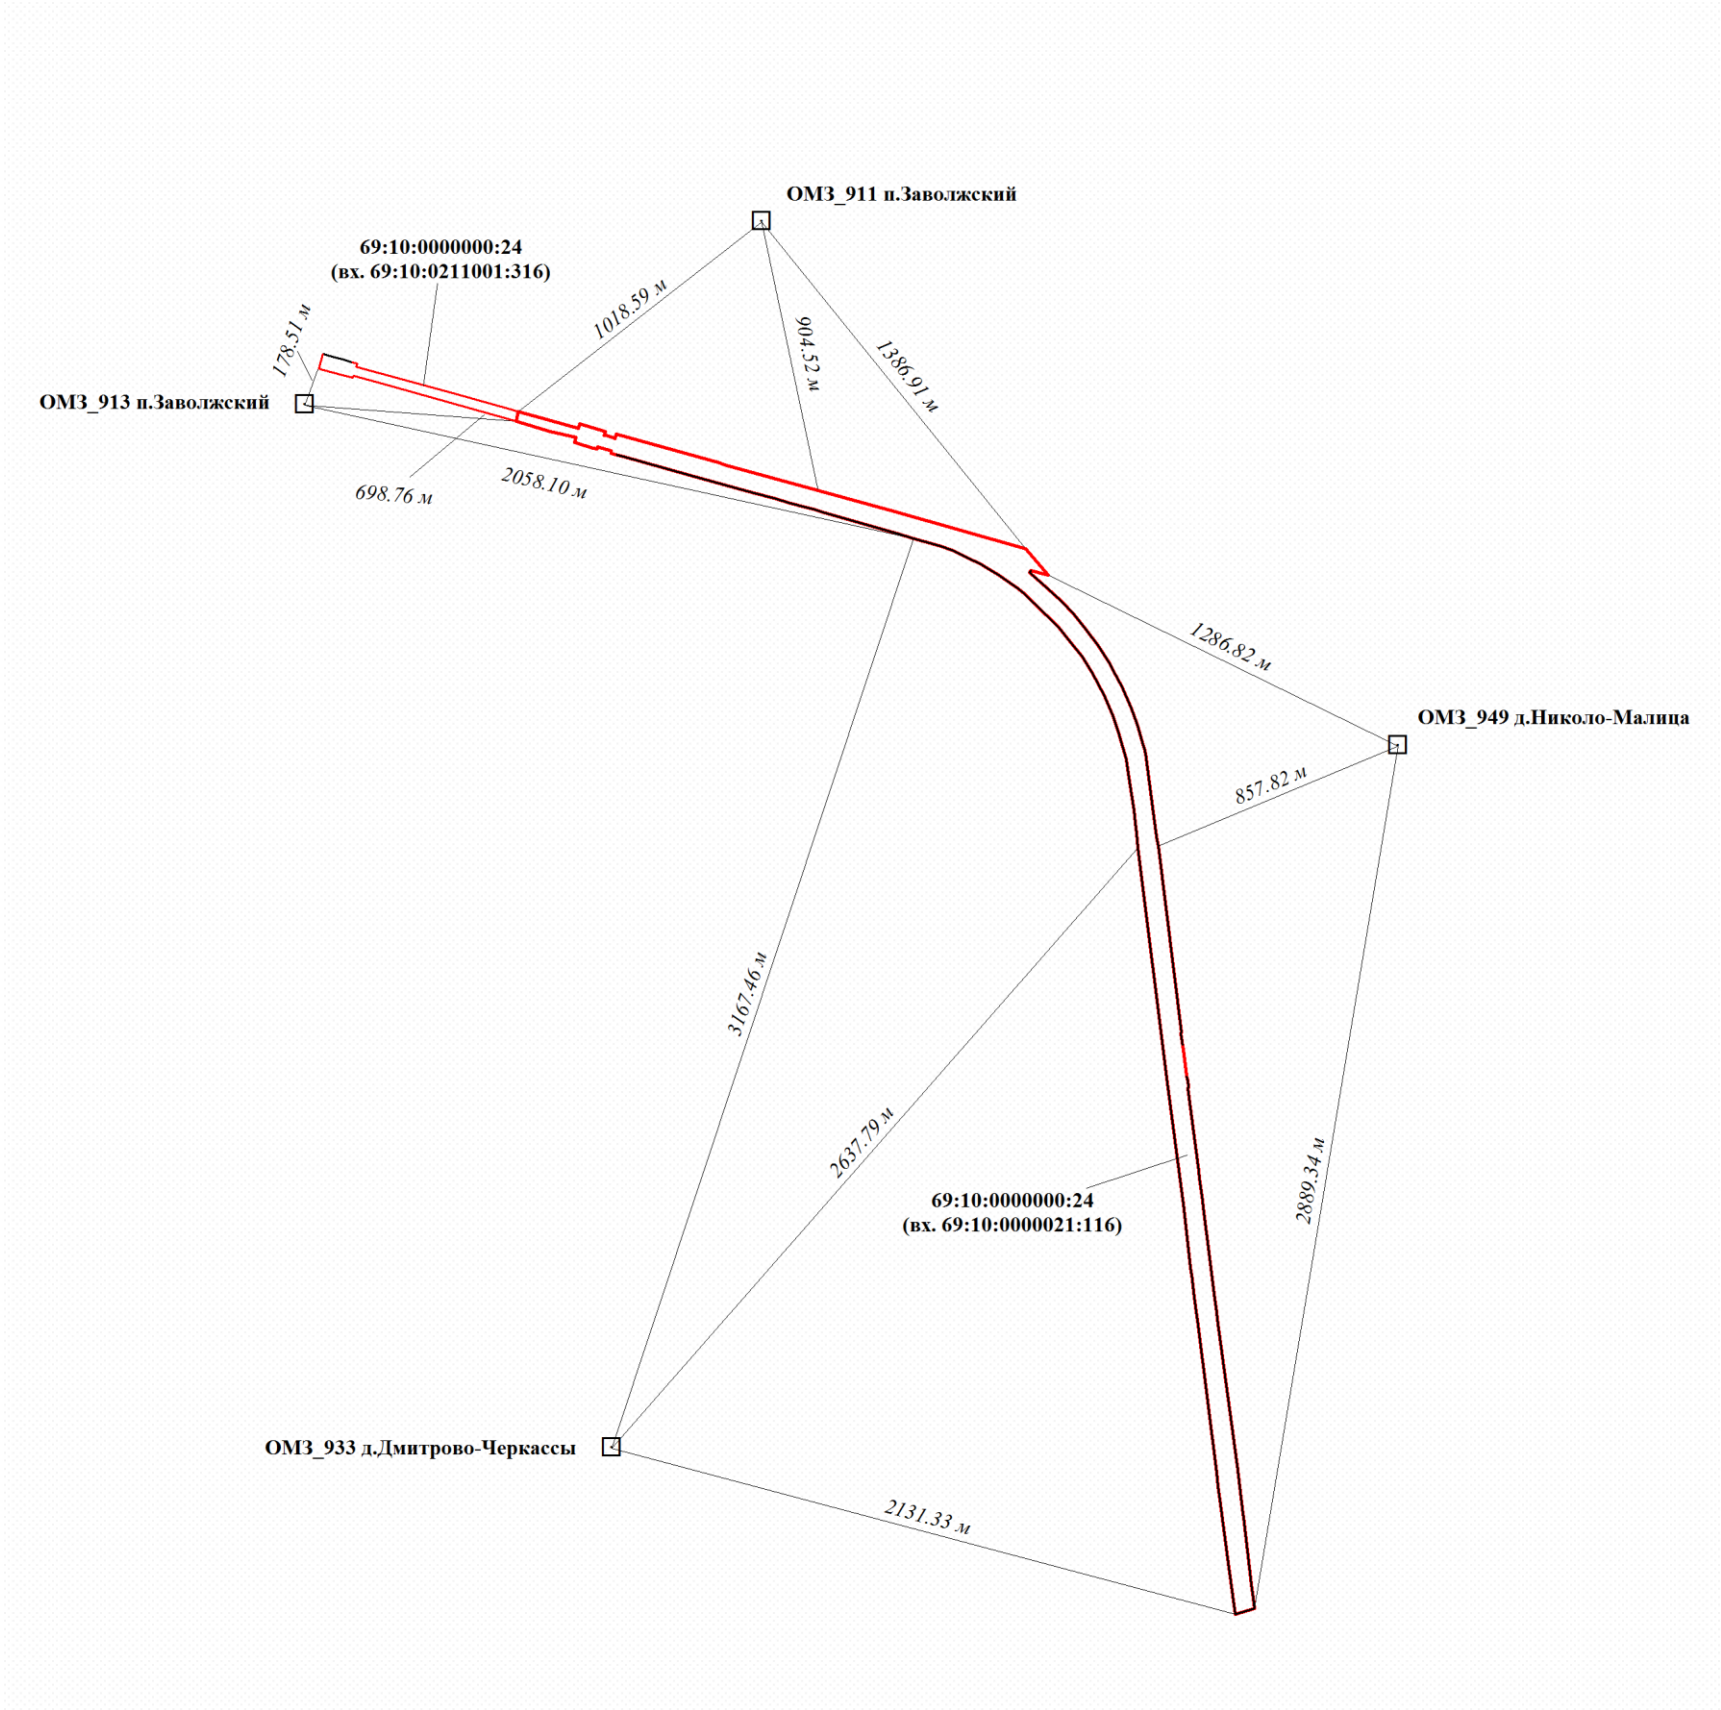 ОМЗ_911 п.Заволжский
69:10:0000000:24
(вх. 69:10:0211001:316)
1018.59 м
178.51 м
904.52 м
1386.91 м
ОМЗ_913 п.Заволжский
2058.10 м
698.76 м
1286.82 м
ОМЗ_949 д.Николо-Малица
857.82 м
3167.46 м
2637.79 м
2889.34 м
69:10:0000000:24
(вх. 69:10:0000021:116)
ОМЗ_933 д.Дмитрово-Черкассы
2131.33 м